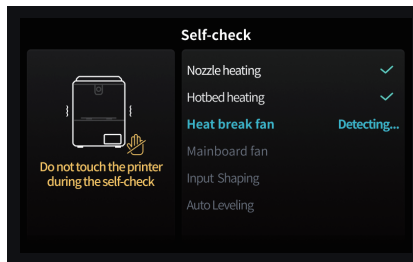 Self-check
Do not touch the printer
during the self-check
Nozzle heating
Hotbed heating
Heat break fan Detecting...
Mainboard fan
Input Shaping
Auto Leveling